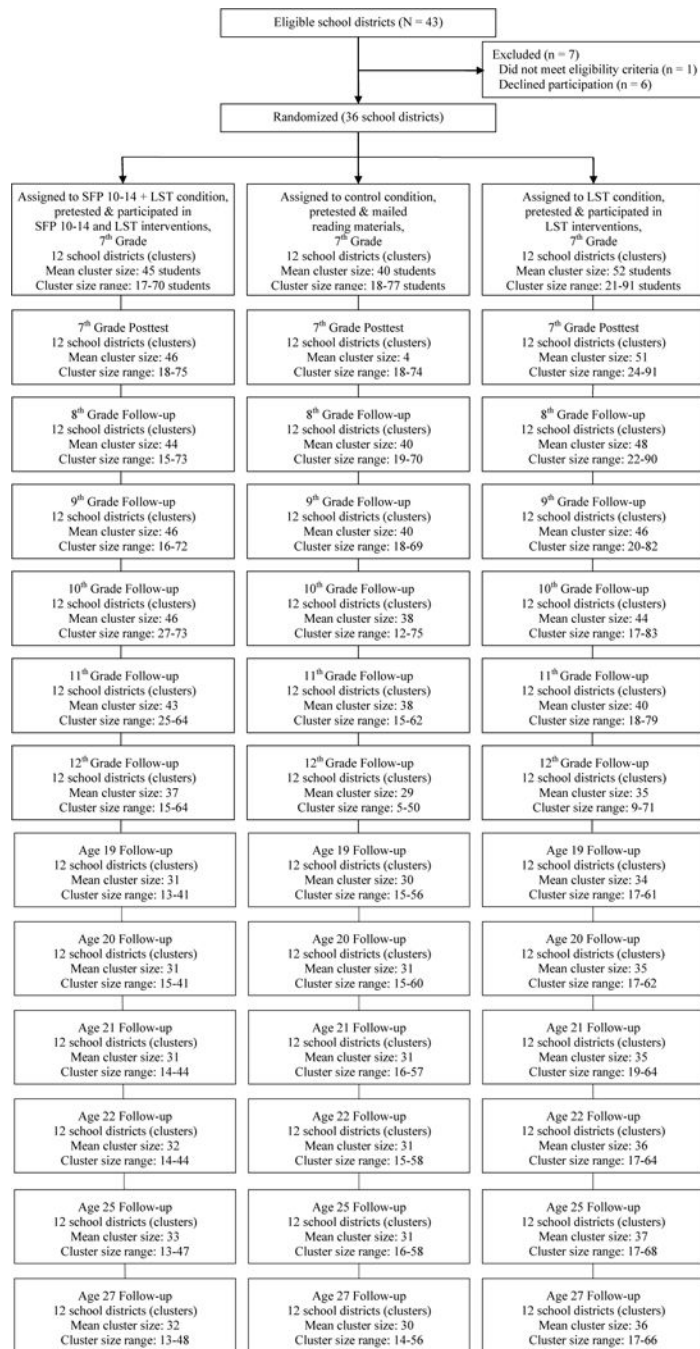 Eligible school districts (N = 43)
Excluded (n = 7)
Did not meet eligibility criteria (n = 1)
Declined participation (n = 6)
Randomized (36 school districts)
Assigned to SFP 10-14 + LST condition,
pretested & participated in
SFP 10-14 and LST interventions,
7th Grade
12 school districts (clusters)
Mean cluster size: 45 students
Cluster size range: 17-70 students
Assigned to control condition,
pretested & mailed
reading materials,
7th Grade
12 school districts (clusters)
Mean cluster size: 40 students
Cluster size range: 18-77 students
Assigned to LST condition,
pretested & participated in
LST interventions,
7th Grade
12 school districts (clusters)
Mean cluster size: 52 students
Cluster size range: 21-91 students
7th Grade Posttest
12 school districts (clusters)
Mean cluster size: 46
Cluster size range: 18-75
7th Grade Posttest
12 school districts (clusters)
Mean cluster size: 4
Cluster size range: 18-74
7th Grade Posttest
12 school districts (clusters)
Mean cluster size: 51
Cluster size range: 24-91
8th Grade Follow-up
12 school districts (clusters)
Mean cluster size: 44
Cluster size range: 15-73
8th Grade Follow-up
12 school districts (clusters)
Mean cluster size: 40
Cluster size range: 19-70
8th Grade Follow-up
12 school districts (clusters)
Mean cluster size: 48
Cluster size range: 22-90
9th Grade Follow-up
12 school districts (clusters)
Mean cluster size: 46
Cluster size range: 16-72
9th Grade Follow-up
12 school districts (clusters)
Mean cluster size: 40
Cluster size range: 18-69
9th Grade Follow-up
12 school districts (clusters)
Mean cluster size: 46
Cluster size range: 20-82
10th Grade Follow-up
12 school districts (clusters)
Mean cluster size: 46
Cluster size range: 27-73
10th Grade Follow-up
12 school districts (clusters)
Mean cluster size: 38
Cluster size range: 12-75
10th Grade Follow-up
12 school districts (clusters)
Mean cluster size: 44
Cluster size range: 17-83
11th Grade Follow-up
12 school districts (clusters)
Mean cluster size: 43
Cluster size range: 25-64
11th Grade Follow-up
12 school districts (clusters)
Mean cluster size: 38
Cluster size range: 15-62
11th Grade Follow-up
12 school districts (clusters)
Mean cluster size: 40
Cluster size range: 18-79
12th Grade Follow-up
12 school districts (clusters)
Mean cluster size: 37
Cluster size range: 15-64
12th Grade Follow-up
12 school districts (clusters)
Mean cluster size: 29
Cluster size range: 5-50
12th Grade Follow-up
12 school districts (clusters)
Mean cluster size: 35
Cluster size range: 9-71
Age 19 Follow-up
12 school districts (clusters)
Mean cluster size: 31
Cluster size range: 13-41
Age 19 Follow-up
12 school districts (clusters)
Mean cluster size: 30
Cluster size range: 15-56
Age 19 Follow-up
12 school districts (clusters)
Mean cluster size: 34
Cluster size range: 17-61
Age 20 Follow-up
12 school districts (clusters)
Mean cluster size: 31
Cluster size range: 15-41
Age 20 Follow-up
12 school districts (clusters)
Mean cluster size: 31
Cluster size range: 15-60
Age 20 Follow-up
12 school districts (clusters)
Mean cluster size: 35
Cluster size range: 17-62
Age 21 Follow-up
12 school districts (clusters)
Mean cluster size: 31
Cluster size range: 14-44
Age 21 Follow-up
12 school districts (clusters)
Mean cluster size: 31
Cluster size range: 16-57
Age 21 Follow-up
12 school districts (clusters)
Mean cluster size: 35
Cluster size range: 19-64
Age 22 Follow-up
12 school districts (clusters)
Mean cluster size: 32
Cluster size range: 14-44
Age 22 Follow-up
12 school districts (clusters)
Mean cluster size: 31
Cluster size range: 15-58
Age 22 Follow-up
12 school districts (clusters)
Mean cluster size: 36
Cluster size range: 17-64
Age 25 Follow-up
12 school districts (clusters)
Mean cluster size: 33
Cluster size range: 13-47
Age 25 Follow-up
12 school districts (clusters)
Mean cluster size: 31
Cluster size range: 16-58
Age 25 Follow-up
12 school districts (clusters)
Mean cluster size: 37
Cluster size range: 17-68
Age 27 Follow-up
12 school districts (clusters)
Mean cluster size: 32
Cluster size range: 13-48
Age 27 Follow-up
12 school districts (clusters)
Mean cluster size: 30
Cluster size range: 14-56
Age 27 Follow-up
12 school districts (clusters)
Mean cluster size: 36
Cluster size range: 17-66